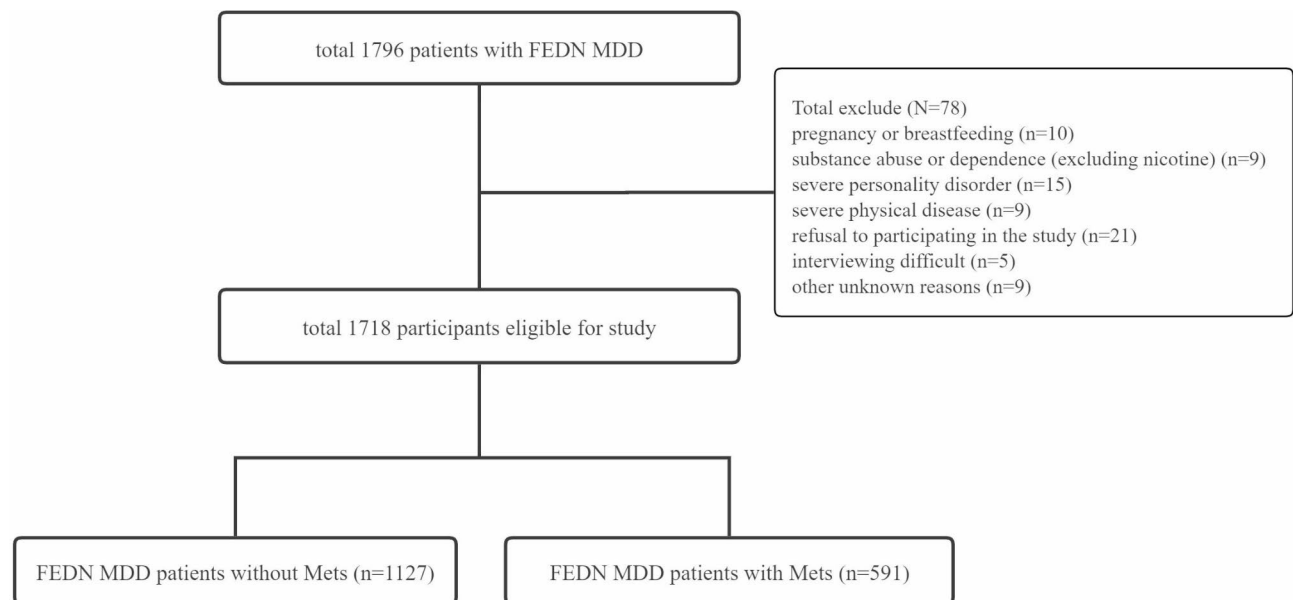 total 1796 patients with FEDN MDD
Total exclude (N=78)
pregnancy or breastfeeding (n=10)
substance abuse or dependence (excluding nicotine) (n=9)
severe personality disorder (n=15)
severe physical disease (n=9)
refusal to participating in the study (n=21)
interviewing difficult (n=5)
other unknown reasons (n=9)
total 1718 participants eligible for study
FEDN MDD patients without Mets (n=1127)
FEDN MDD patients with Mets (n=591)